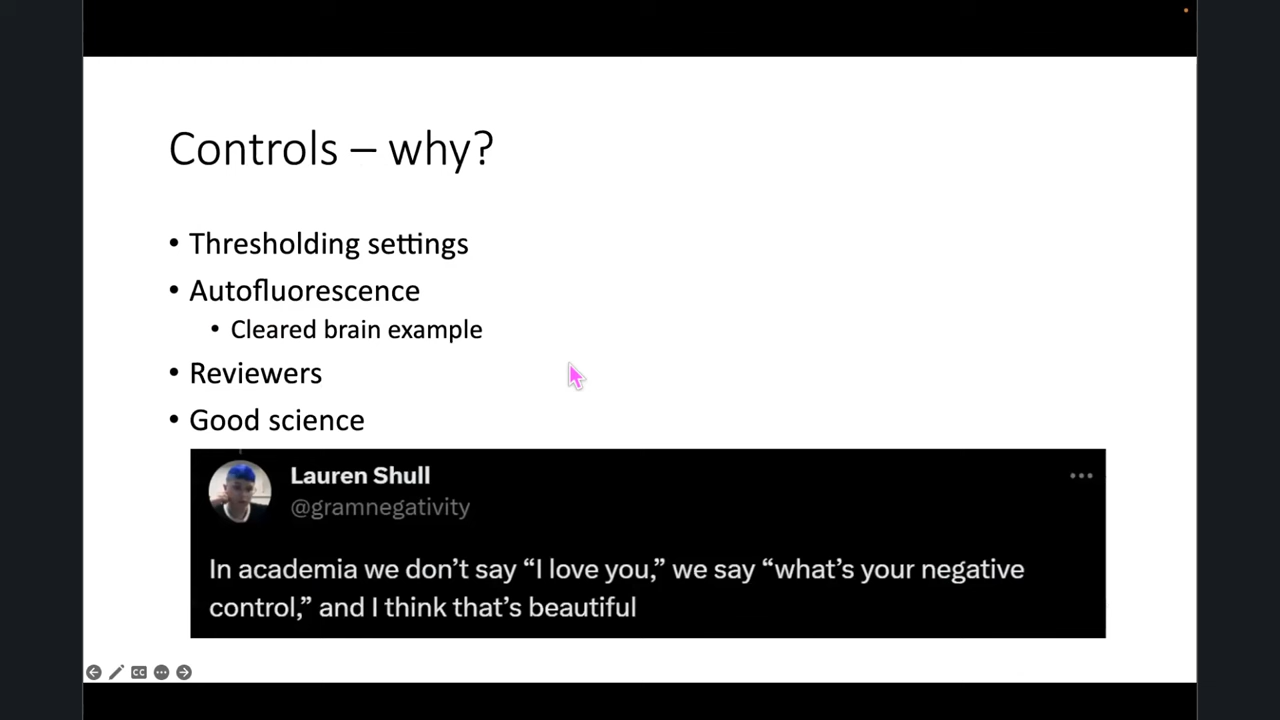 Controls – why?
• Thresholding settings
• Autofluorescence
• Cleared brain example
• Reviewers
• Good science
Lauren Shull
@gramnegativity
In academia we don’t say “I love you,” we say “what’s your negative
control,” and I think that’s beautiful
CC